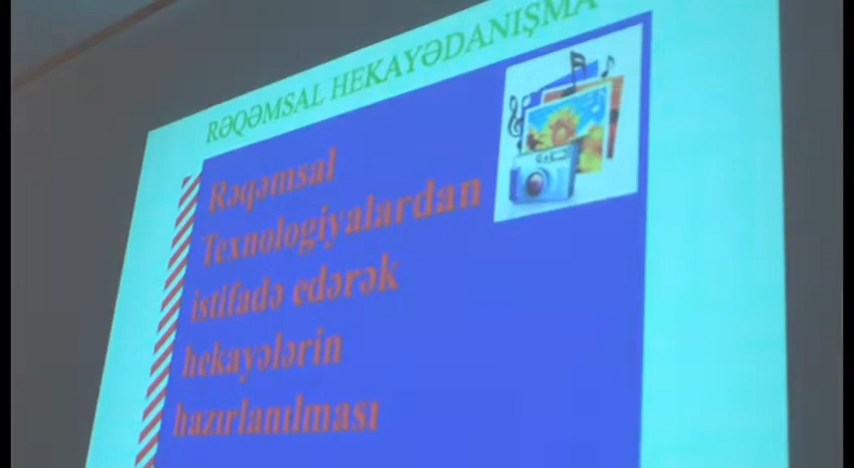 RƏQƏMSAL HEKAYƏDANIŞMA
Rəqəmsal
Texnologiyalardan
istifadə edərək
hekayələrin
hazırlanılması